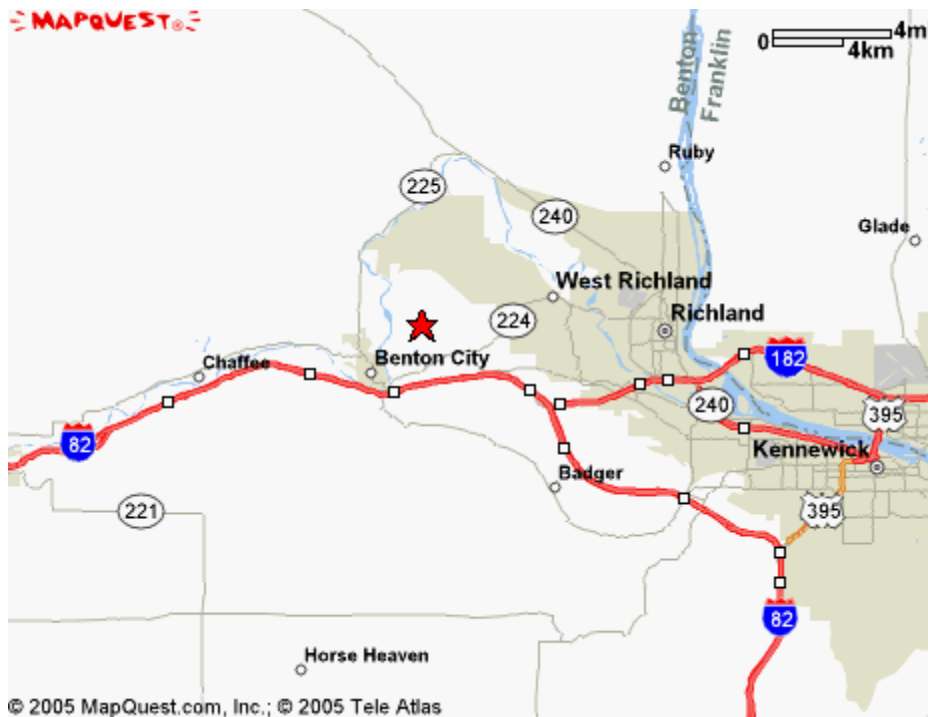 MAPQUEST®
0 4mi
4km
Benton
Franklin
Ruby
225
240
Glade
West Richland
224
Richland
Chaffee
Benton City
182
240
395
82
Kennewick
Badger
221
395
82
Horse Heaven
© 2005 MapQuest.com, Inc.; © 2005 Tele Atlas